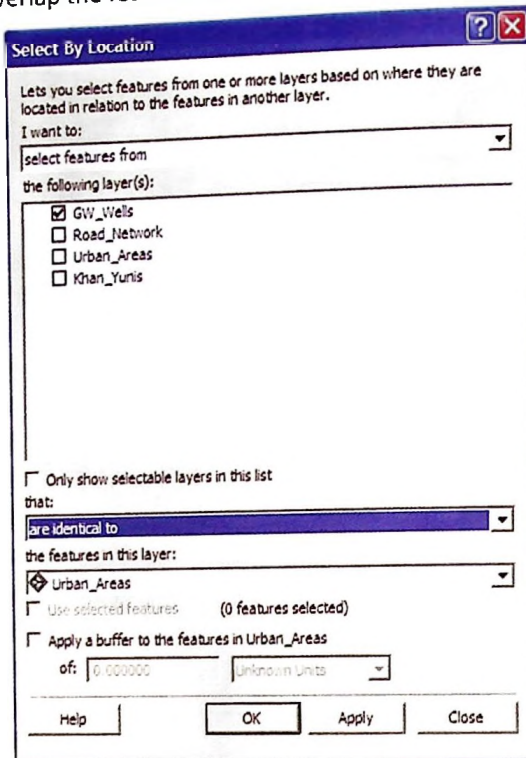 Select By Location
Lets you select features from one or more layers based on where they are
located in relation to the features in another layer.
I want to:
select features from
the following layer(s):
GW_Wells
Road_Network
Urban_Areas
Khan_Yunis
Only show selectable layers in this list
that:
are identical to
the features in this layer:
Urban_Areas
Use selected features (0 features selected)
Apply a buffer to the features in Urban_Areas
of: 0.000000 Unknown Units
Help OK Apply Close